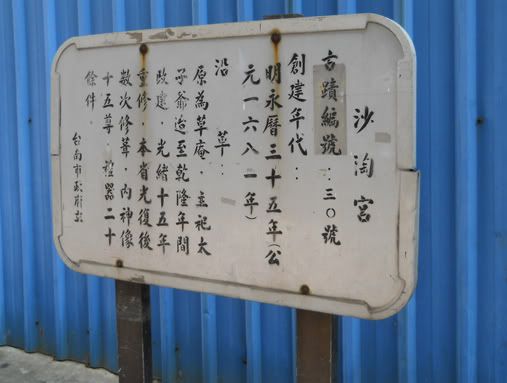 沙淘宮
古蹟編號：三〇號
創建年代：
明永曆三十五年（公
元一六八一年）
沿革：
原為草庵，主祀太
子爺迨至乾隆年間
改建，光緒十五年
重修，本省光復後
數次修葺，內神像
十五尊，禮器二十
餘件。
台南市政府立